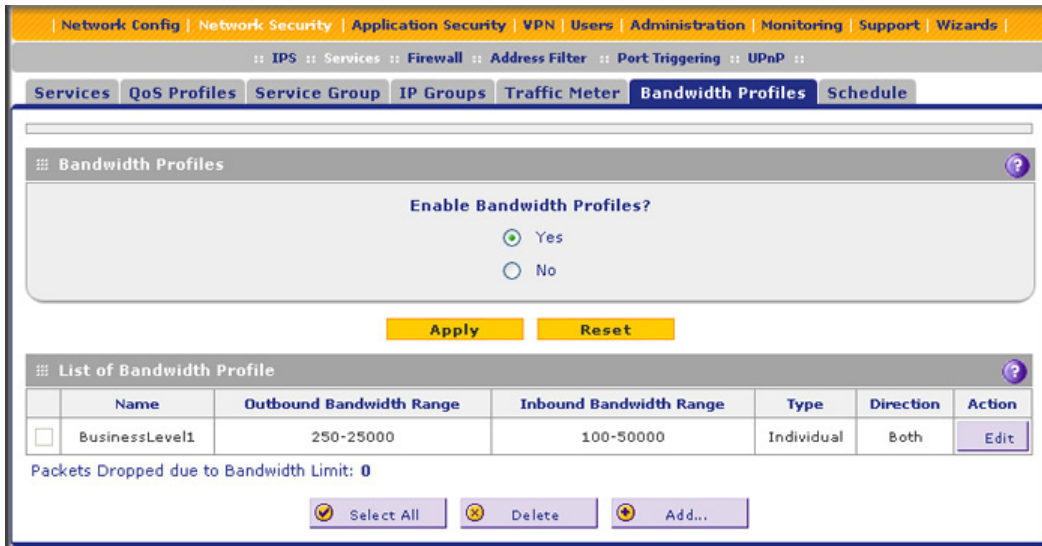 | Network Config | Network Security | Application Security | VPN | Users | Administration | Monitoring | Support | Wizards |
:: IPS :: Services :: Firewall :: Address Filter :: Port Triggering :: UPnP ::
Services QoS Profiles Service Group IP Groups Traffic Meter Bandwidth Profiles Schedule
Bandwidth Profiles ?
Enable Bandwidth Profiles?
Yes
No
Apply Reset
List of Bandwidth Profile ?
Name Outbound Bandwidth Range Inbound Bandwidth Range Type Direction Action
BusinessLevel1 250-25000 100-50000 Individual Both Edit
Packets Dropped due to Bandwidth Limit: 0
Select All Delete Add...